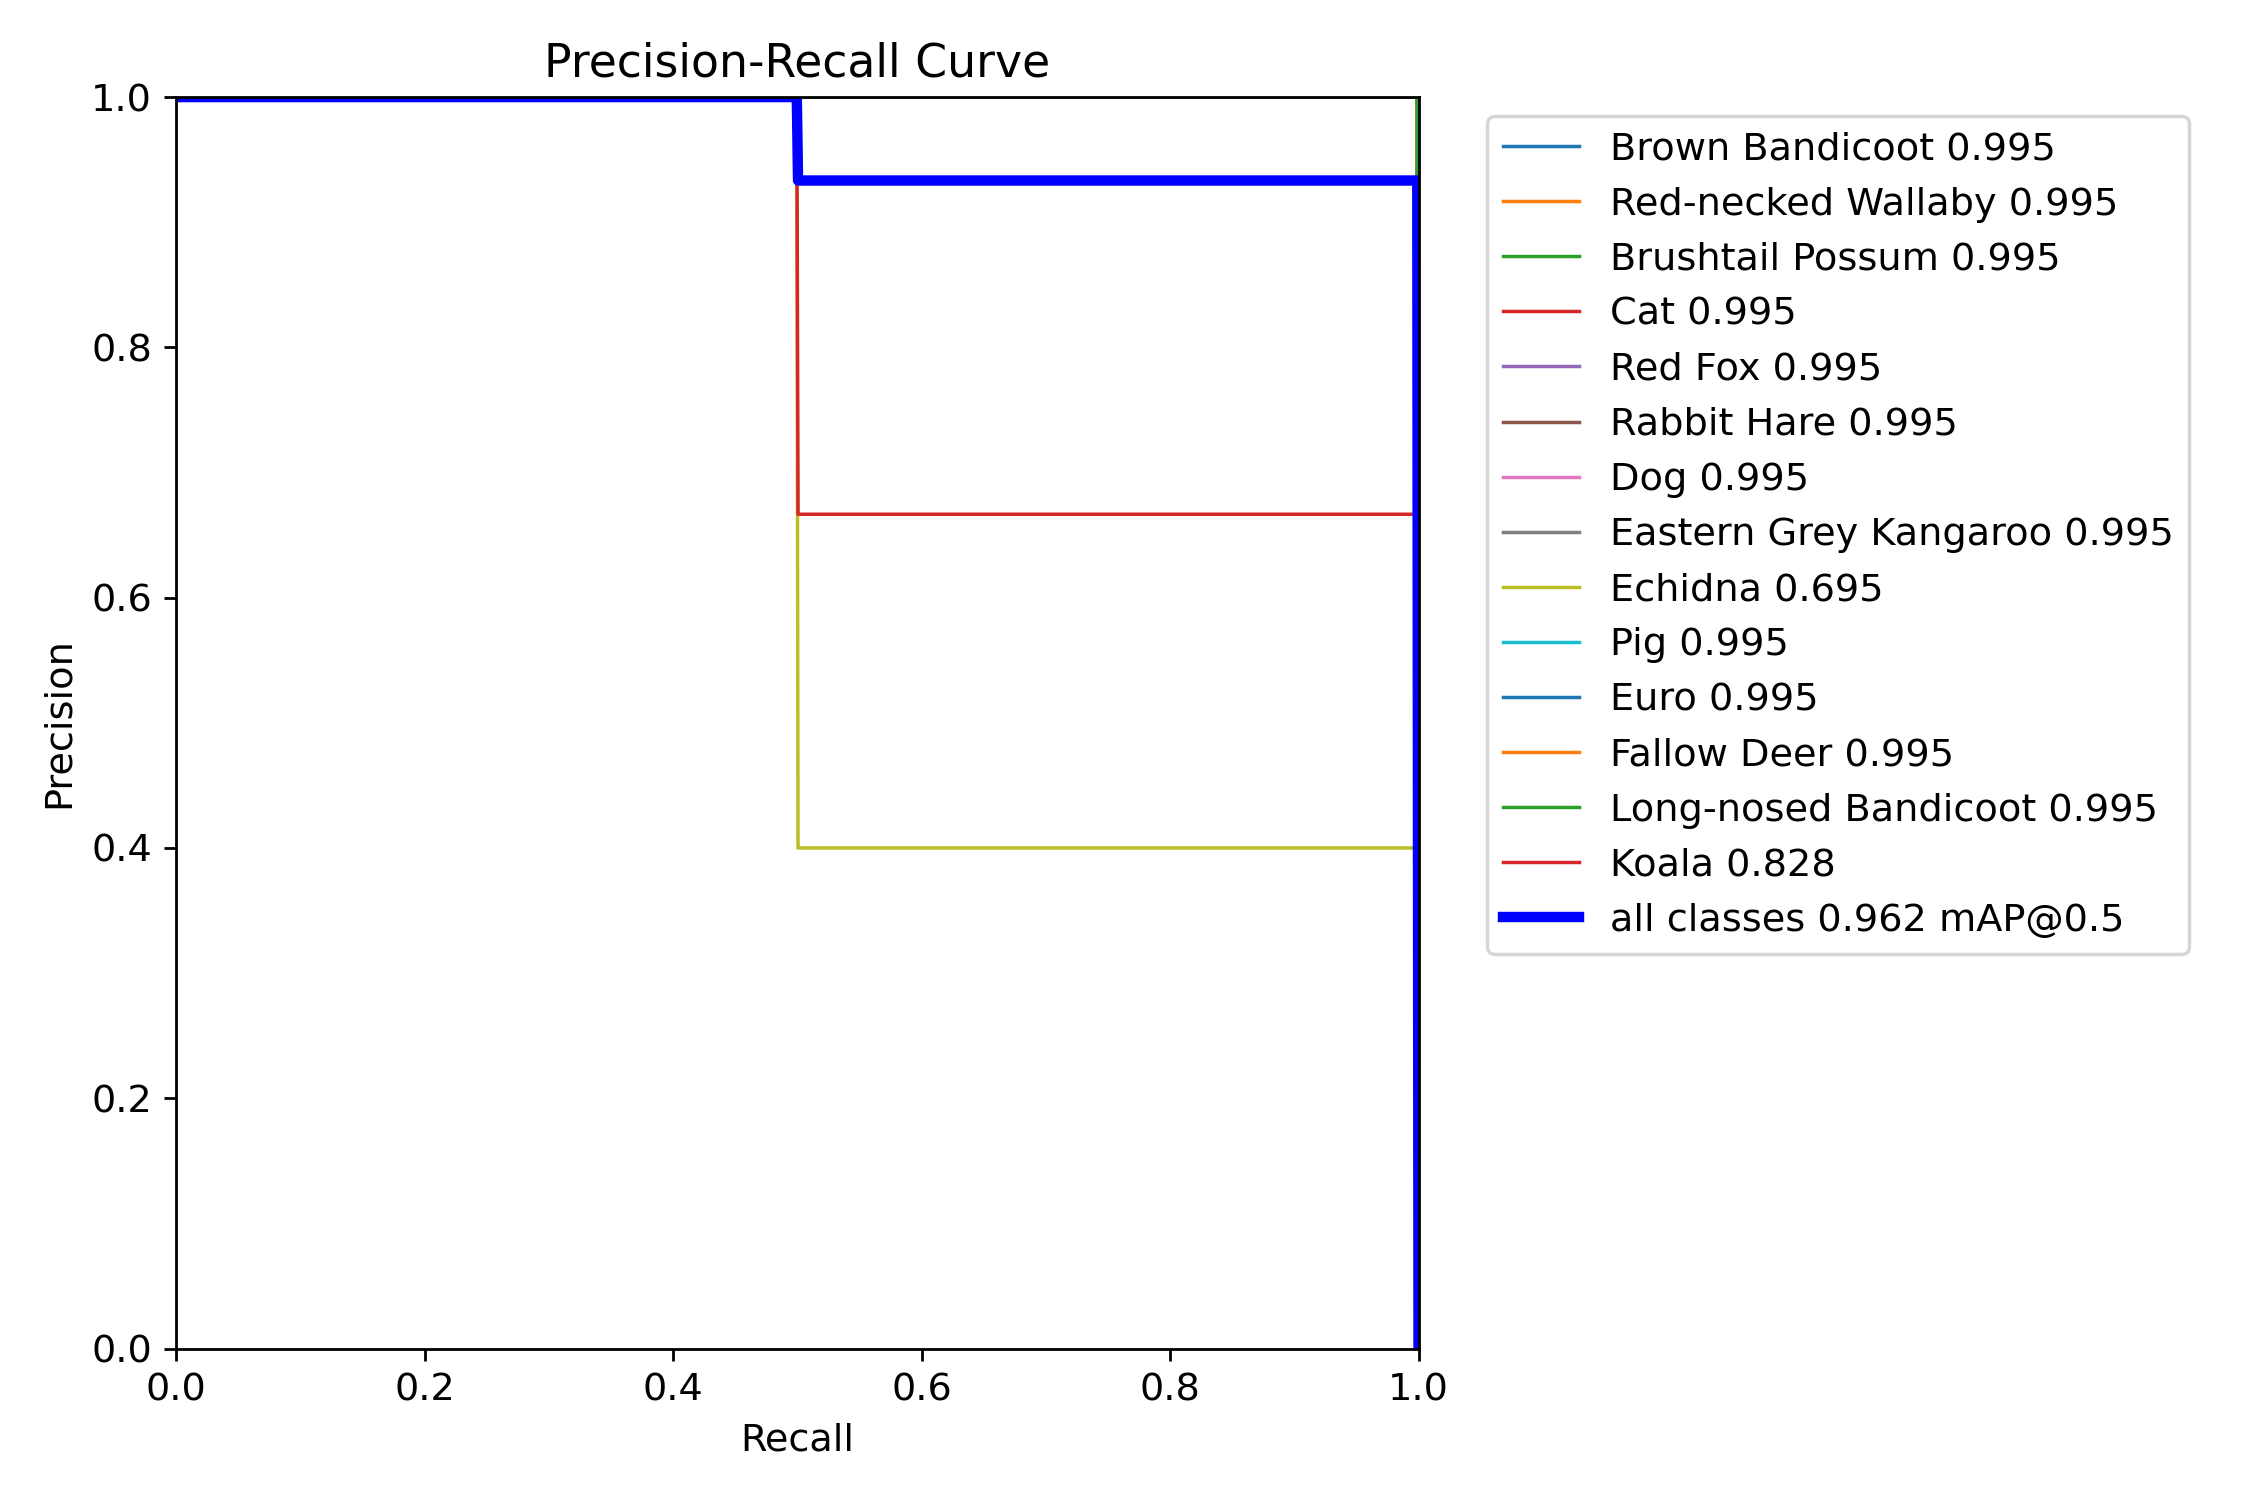 Precision-Recall Curve
1.0
0.8
0.6
0.4
0.2
0.0
Precision
0.0 0.2 0.4 0.6 0.8 1.0
Recall
Brown Bandicoot 0.995
Red-necked Wallaby 0.995
Brushtail Possum 0.995
Cat 0.995
Red Fox 0.995
Rabbit Hare 0.995
Dog 0.995
Eastern Grey Kangaroo 0.995
Echidna 0.695
Pig 0.995
Euro 0.995
Fallow Deer 0.995
Long-nosed Bandicoot 0.995
Koala 0.828
all classes 0.962 mAP@0.5